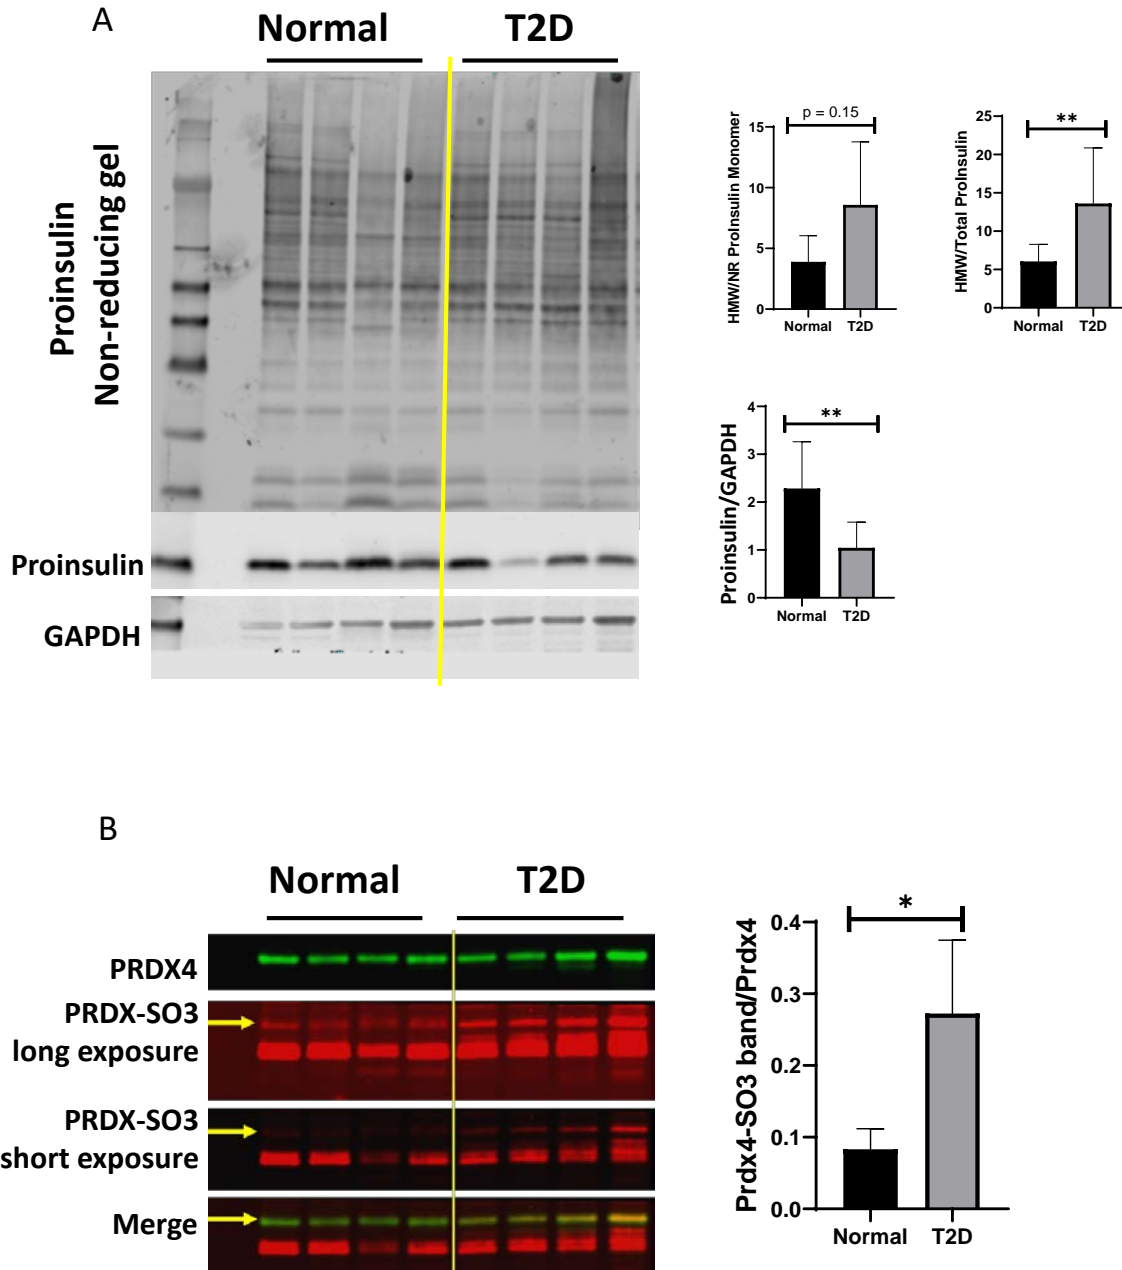 A
Normal
T2D
Proinsulin
Non-reducing gel
Proinsulin
GAPDH
HMW/NR ProInsulin Monomer
15
10
5
0
p = 0.15
Normal
T2D
HMW/Total ProInsulin
25
20
15
10
5
0
**
Normal
T2D
Proinsulin/GAPDH
4
3
2
1
0
**
Normal
T2D
B
Normal
T2D
PRDX4
PRDX-SO3
long exposure
PRDX-SO3
short exposure
Merge
Prdx4-SO3 band/Prdx4
0.4
0.3
0.2
0.1
0.0
*
Normal
T2D